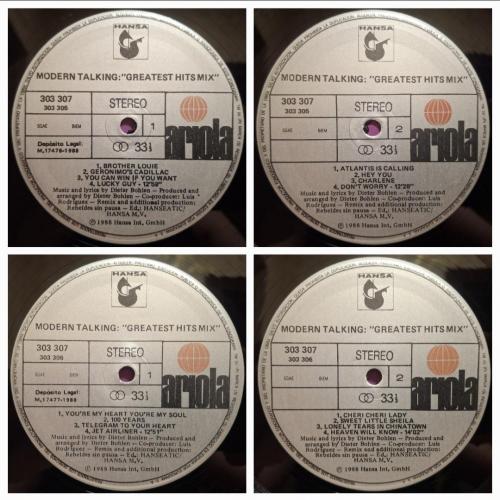 HANSA
MODERN TALKING: "GREATEST HITS MIX"
303 307
303 305
STEREO
SGAE BIEM
1
33⅓
Depósito Legal:
M,17476-1988
ariola
1. BROTHER LOUIE
2. GERONIMO'S CADILLAC
3. YOU CAN WIN IF YOU WANT
4. LUCKY GUY - 12'59"
Music and lyrics by Dieter Bohlen - Produced and
arranged by Dieter Bohlen - Co-producer: Luis
Rodrigues - Remix and additional production:
Rebeldes sin pausa - Ed., HANSEATIC/
HANSA M,V,
© 1988 Hansa Int, GmbH
HANSA
MODERN TALKING: "GREATEST HITS MIX"
303 307
303 305
STEREO
SGAE BIEM
2
33⅓
ariola
1. ATLANTIS IS CALLING
2. HEY YOU
3. CHARLENE
4. DON'T WORRY - 12'28"
Music and lyrics by Dieter Bohlen - Produced and
arranged by Dieter Bohlen - Co-producer: Luis
Rodrigues - Remix and additional production:
Rebeldes sin pausa - Ed., HANSEATIC/
HANSA M,V,
© 1988 Hansa Int, GmbH
HANSA
MODERN TALKING: "GREATEST HITS MIX"
303 307
303 306
STEREO
SGAE BIEM
1
33⅓
Depósito Legal:
M,17477-1988
ariola
1. YOU'RE MY HEART YOU'RE MY SOUL
2. 100 YEARS
3. TELEGRAM TO YOUR HEART
4. JET AIRLINER - 12'51"
Music and lyrics by Dieter Bohlen - Produced and
arranged by Dieter Bohlen - Co-producer: Luis
Rodrigues - Remix and additional production:
Rebeldes sin pausa - Ed., HANSEATIC/
HANSA M,V,
© 1988 Hansa Int, GmbH
HANSA
MODERN TALKING: "GREATEST HITS MIX"
303 307
303 306
STEREO
SGAE BIEM
2
33⅓
ariola
1. CHERI CHERI LADY
2. SWEET LITTLE SHEILA
3. LONELY TEARS IN CHINATOWN
4. HEAVEN WILL KNOW - 14'02"
Music and lyrics by Dieter Bohlen - Produced and
arranged by Dieter Bohlen - Co-producer: Luis
Rodrigues - Remix and additional production:
Rebeldes sin pausa - Ed., HANSEATIC/
HANSA M,V,
© 1988 Hansa Int, GmbH